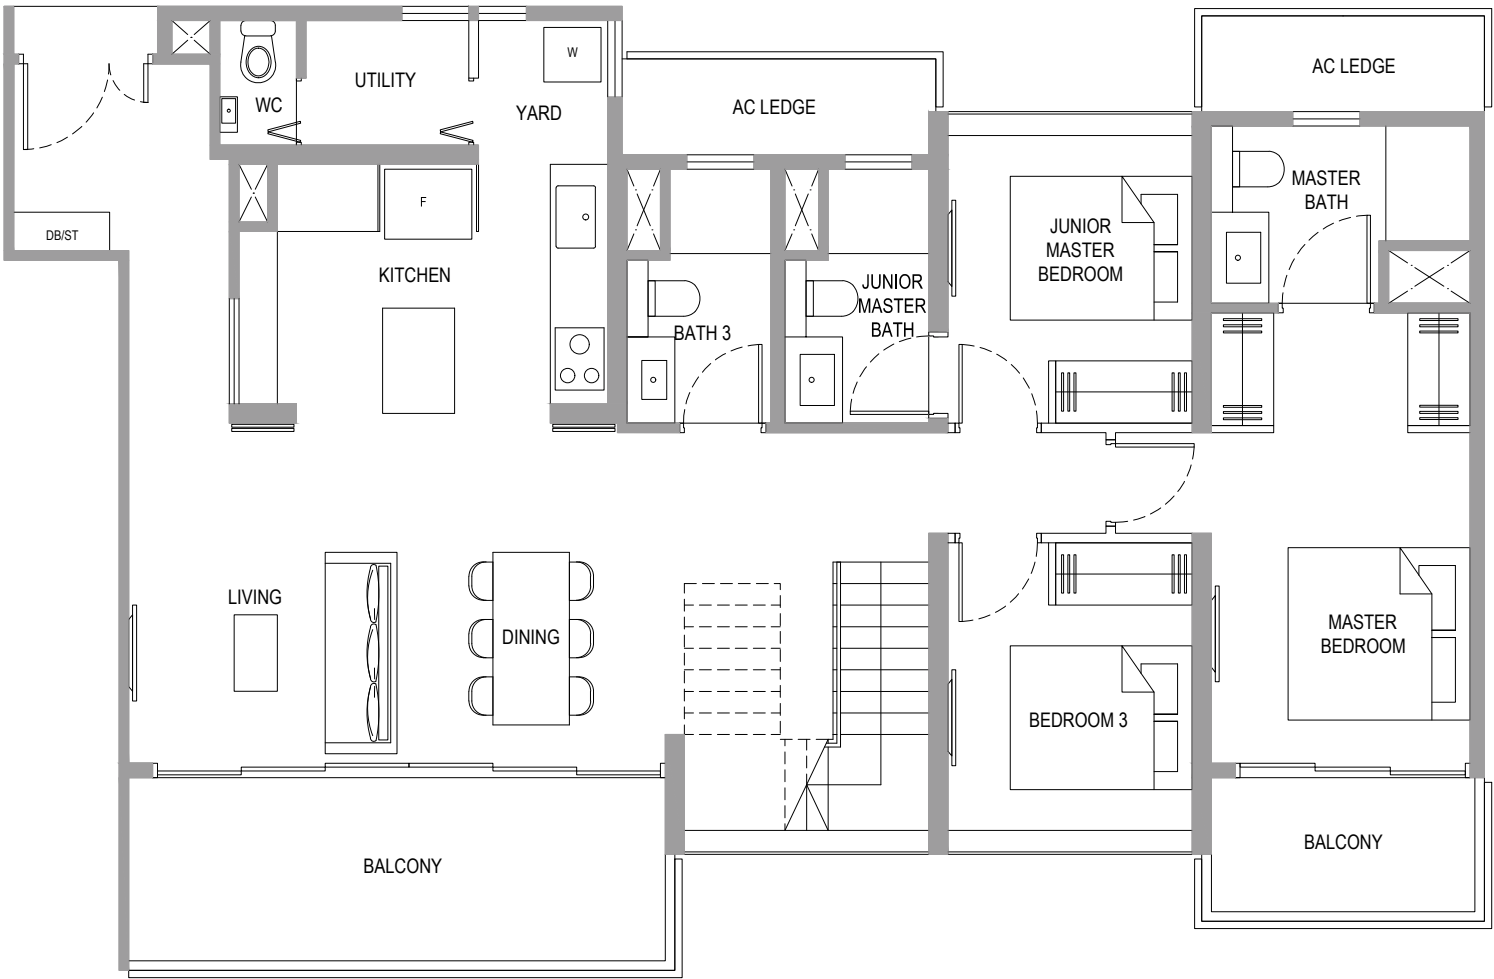 AC LEDGE
UTILITY
W
WC
YARD
AC LEDGE
MASTER
BATH
F
JUNIOR
MASTER
BEDROOM
DB/ST
KITCHEN
JUNIOR
MASTER
BATH
BATH 3
LIVING
DINING
MASTER
BEDROOM
BEDROOM 3
BALCONY
BALCONY